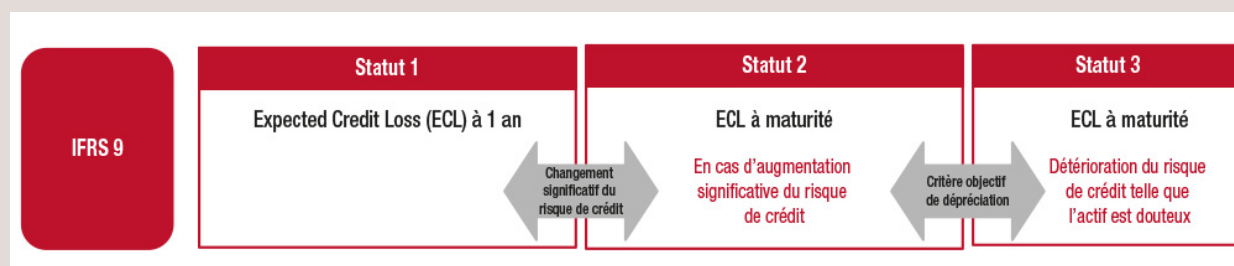 IFRS 9
Statut 1
Expected Credit Loss (ECL) à 1 an
Changement
significatif du
risque de crédit
Statut 2
ECL à maturité
En cas d'augmentation
significative du risque
de crédit
Critère objectif
de dépréciation
Statut 3
ECL à maturité
Détérioration du risque
de crédit telle que
l'actif est douteux